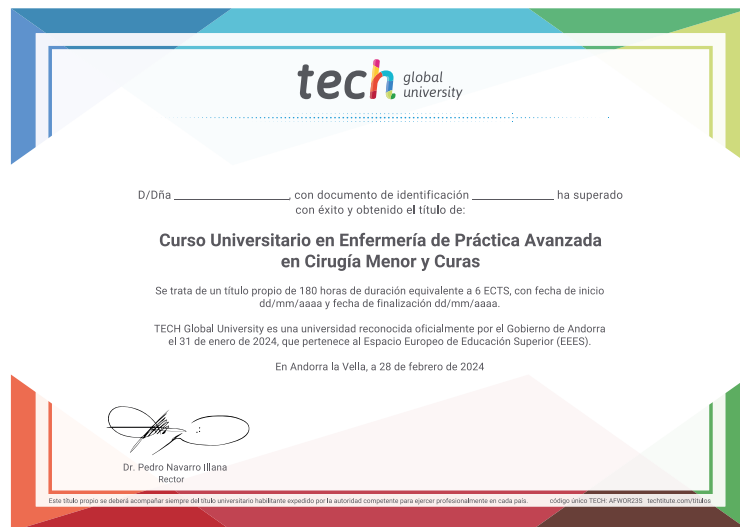 tech global university
D/Dña ____________________, con documento de identificación ______________ ha superado
con éxito y obtenido el título de:
Curso Universitario en Enfermería de Práctica Avanzada
en Cirugía Menor y Curas
Se trata de un título propio de 180 horas de duración equivalente a 6 ECTS, con fecha de inicio
dd/mm/aaaa y fecha de finalización dd/mm/aaaa.
TECH Global University es una universidad reconocida oficialmente por el Gobierno de Andorra
el 31 de enero de 2024, que pertenece al Espacio Europeo de Educación Superior (EEES).
En Andorra la Vella, a 28 de febrero de 2024
Dr. Pedro Navarro Illana
Rector
Este título propio se deberá acompañar siempre del título universitario habilitante expedido por la autoridad competente para ejercer profesionalmente en cada país. código único TECH: AFWOR23S techtitute.com/titulos